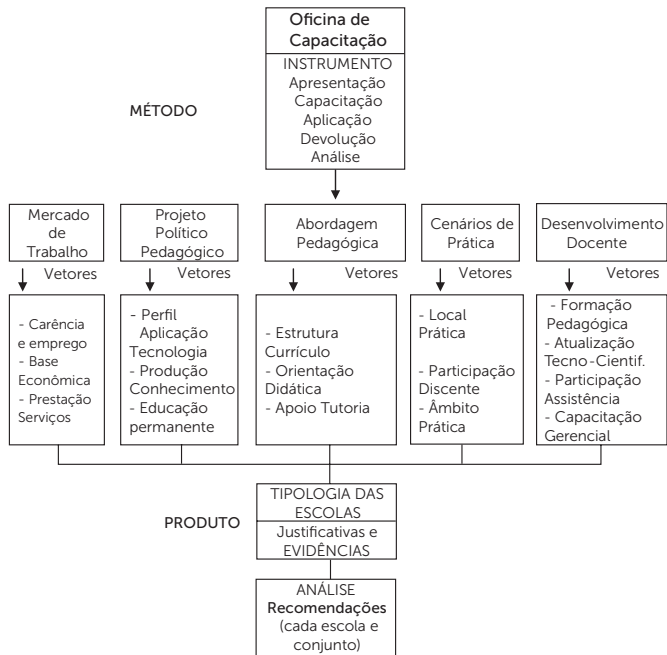 Oficina de
Capacitação
INSTRUMENTO
Apresentação
Capacitação
Aplicação
Devolução
Análise
MÉTODO
Mercado
de
Trabalho
Projeto
Político
Pedagógico
Abordagem
Pedagógica
Cenários de
Prática
Desenvolvimento
Docente
Vetores
Vetores
Vetores
Vetores
Vetores
- Carência
e emprego
- Base
Econômica
- Prestação
Serviços
- Perfil
Aplicação
Tecnologia
- Produção
Conhecimento
- Educação
permanente
- Estrutura
Currículo
- Orientação
Didática
- Apoio Tutoria
- Local
Prática
- Participação
Discente
- Âmbito
Prática
- Formação
Pedagógica
- Atualização
Tecno-Cientif.
- Participação
Assistência
- Capacitação
Gerencial
PRODUTO
TIPOLOGIA DAS
ESCOLAS
Justificativas e
EVIDÊNCIAS
ANÁLISE
Recomendações
(cada escola e
conjunto)